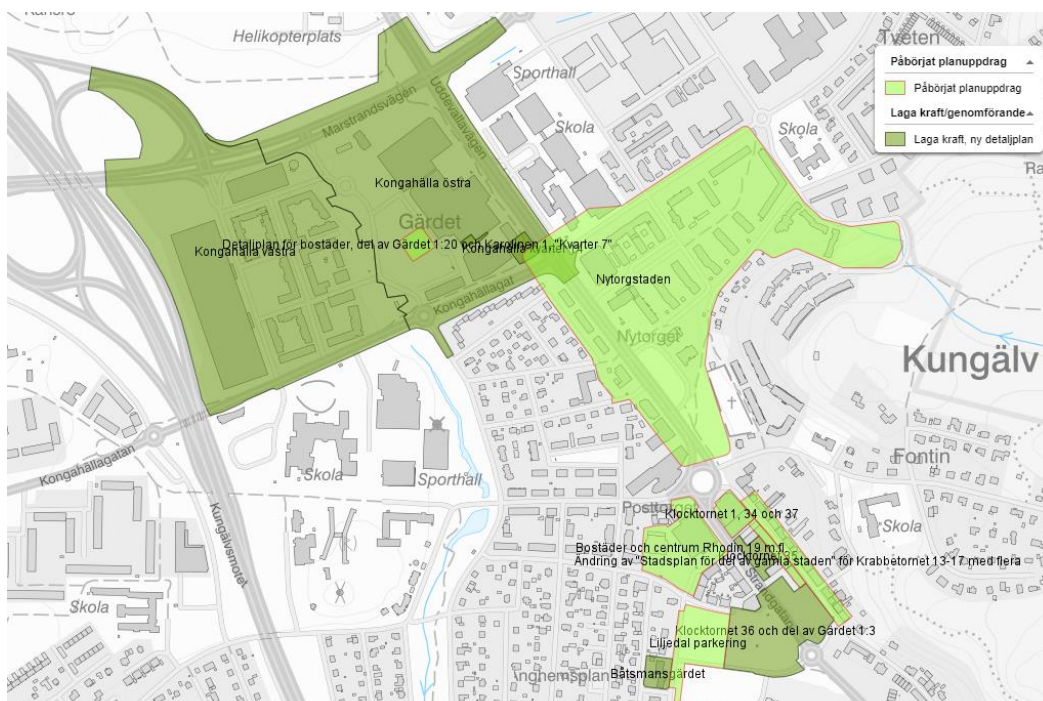 Helikopterplats
Tveten
Påbörjat planuppdrag
Påbörjat planuppdrag
Laga kraft/genomförande
Laga kraft, ny detaljplan
Sporthall
Uddevallavägen
Marstrandsvägen
Skola
Skola
Kongahälla östra
Gärdet
Detaljplan för bostäder, del av Gärdet 1:20 och Karolinen 1, "Kvarter 7"
Kongahälla västra
Kongahälla kvarter
Nytorgstaden
Kongahällagat
Nytorget
Kungälv
Fontin
Kongahällagatan
Skola
Sporthall
Kungälvsmotet
Klocktornet 1, 34 och 37
Skola
Bostäder och centrum Rhodin 19 m.fl.
Ändring av "Stadsplan för del av gamla staden" för Krabbetornet 13-17 med flera
Skola
Strandgatan
Klocktornet 36 och del av Gärdet 1:3
Liljedal parkering
Båtsmansgärdet
Inghemsplan